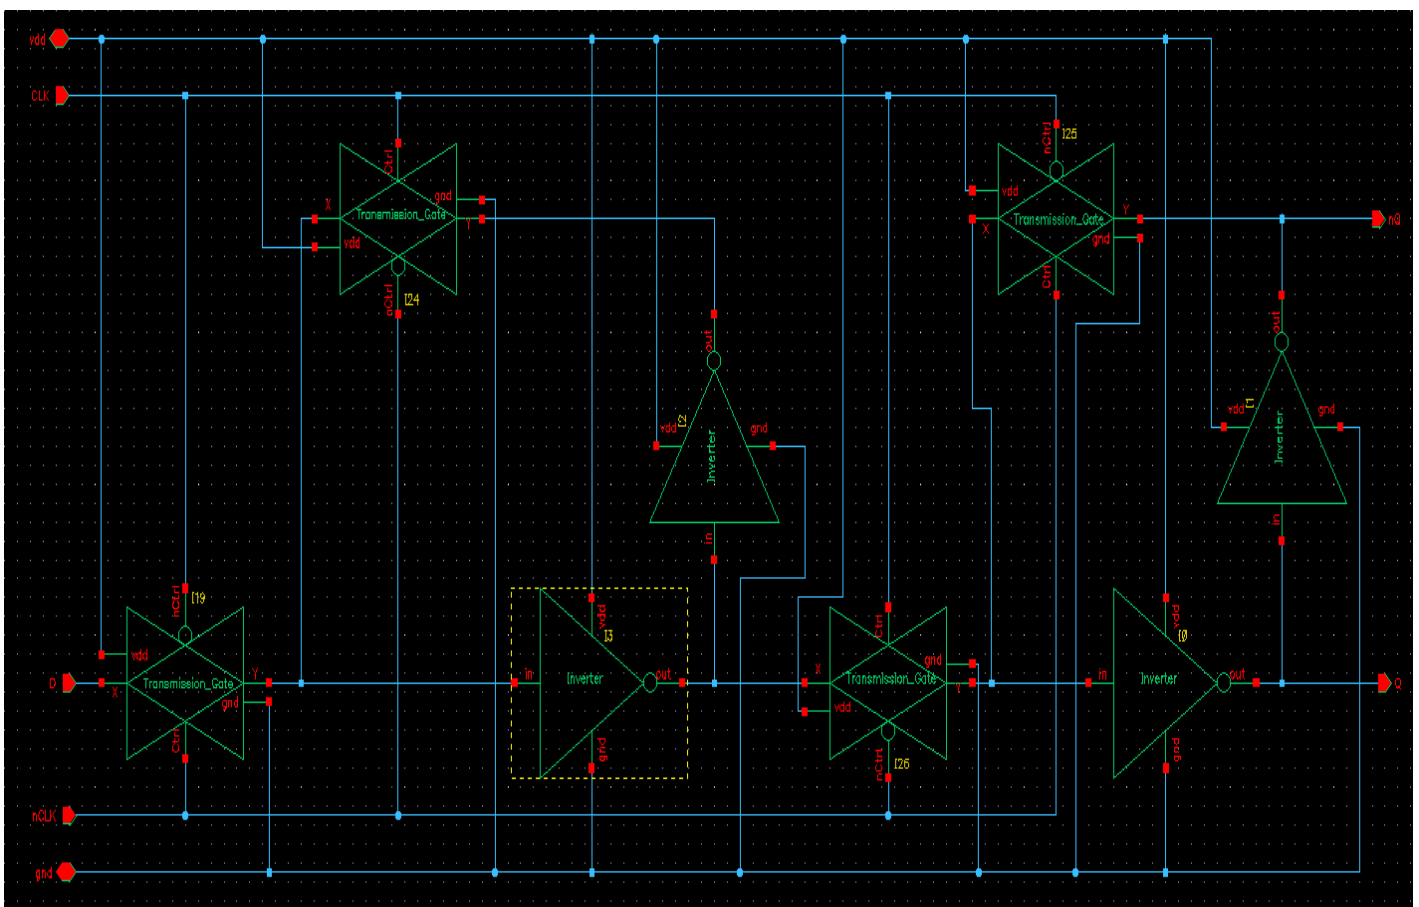 vdd
CLK
nCtrl
I25
Ctrl
gnd
X
Transmission_Gate
Y
vdd
nCtrl
I24
vdd
X
Transmission_Gate
Y
gnd
Ctrl
nQ
out
vdd
I2
gnd
Inverter
in
out
vdd
I1
gnd
Inverter
in
nCtrl
I19
vdd
D
X
Transmission_Gate
Y
gnd
Ctrl
vdd
I3
in
Inverter
out
gnd
Ctrl
gnd
X
Transmission_Gate
Y
vdd
nCtrl
I26
vdd
I0
in
Inverter
out
gnd
Q
nCLK
gnd